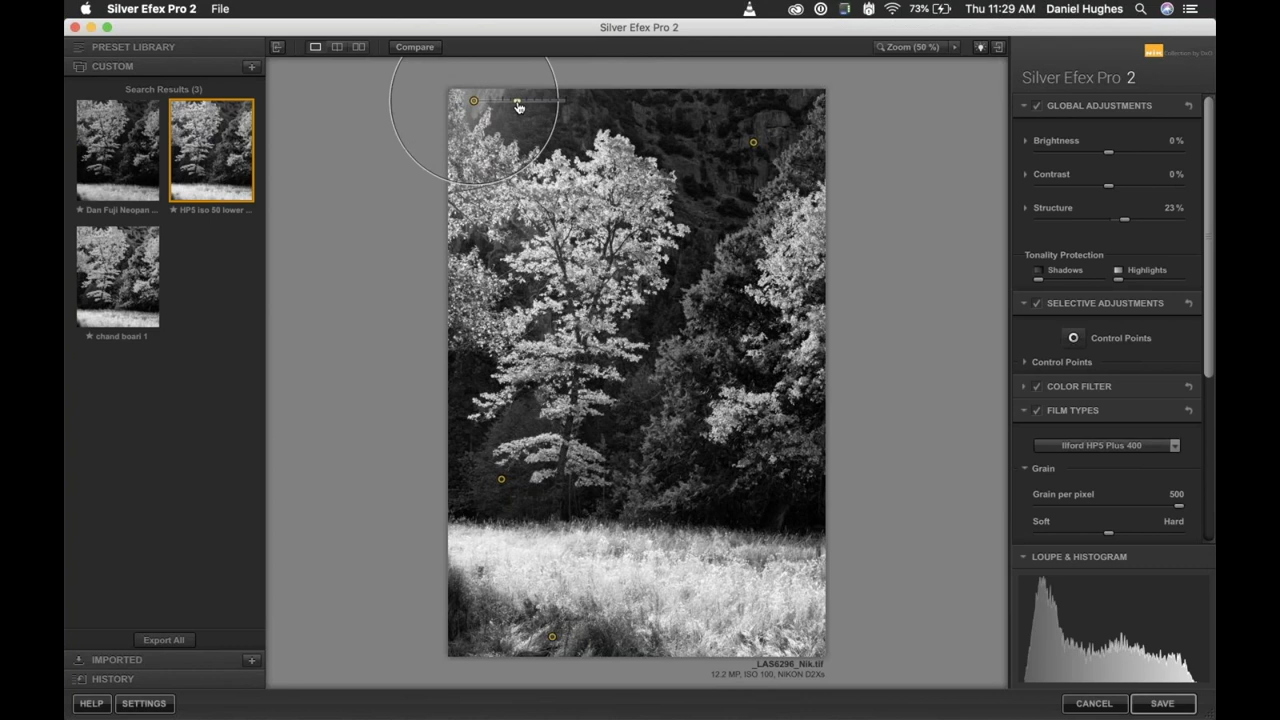 Silver Efex Pro 2 File
73% Thu 11:29 AM Daniel Hughes
Silver Efex Pro 2
PRESET LIBRARY
Compare
Zoom (50 %)
CUSTOM
Search Results (3)
Dan Fuji Neopan ...
HP5 iso 50 lower ...
chand boari 1
Export All
IMPORTED
HISTORY
HELP
SETTINGS
_LAS6296_Nik.tif
12.2 MP, ISO 100, NIKON D2Xs
nik Collection by DxO
Silver Efex Pro 2
GLOBAL ADJUSTMENTS
Brightness 0 %
Contrast 0 %
Structure 23 %
Tonality Protection
Shadows Highlights
SELECTIVE ADJUSTMENTS
Control Points
Control Points
COLOR FILTER
FILM TYPES
Ilford HP5 Plus 400
Grain
Grain per pixel 500
Soft Hard
LOUPE & HISTOGRAM
CANCEL
SAVE